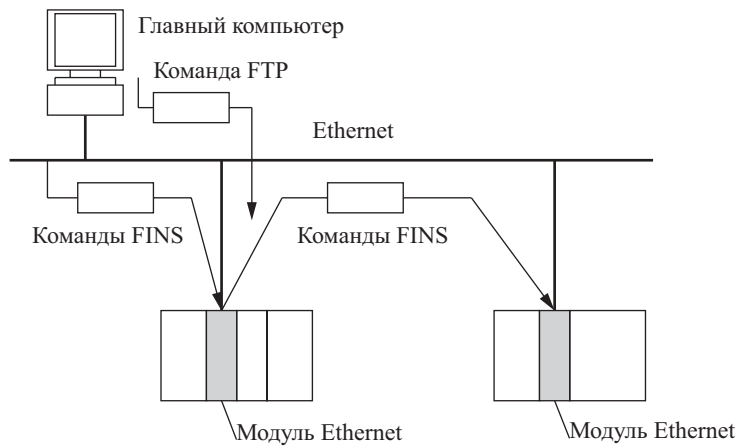 Главный компьютер
Команда FTP
Ethernet
Команды FINS
Команды FINS
Модуль Ethernet
Модуль Ethernet